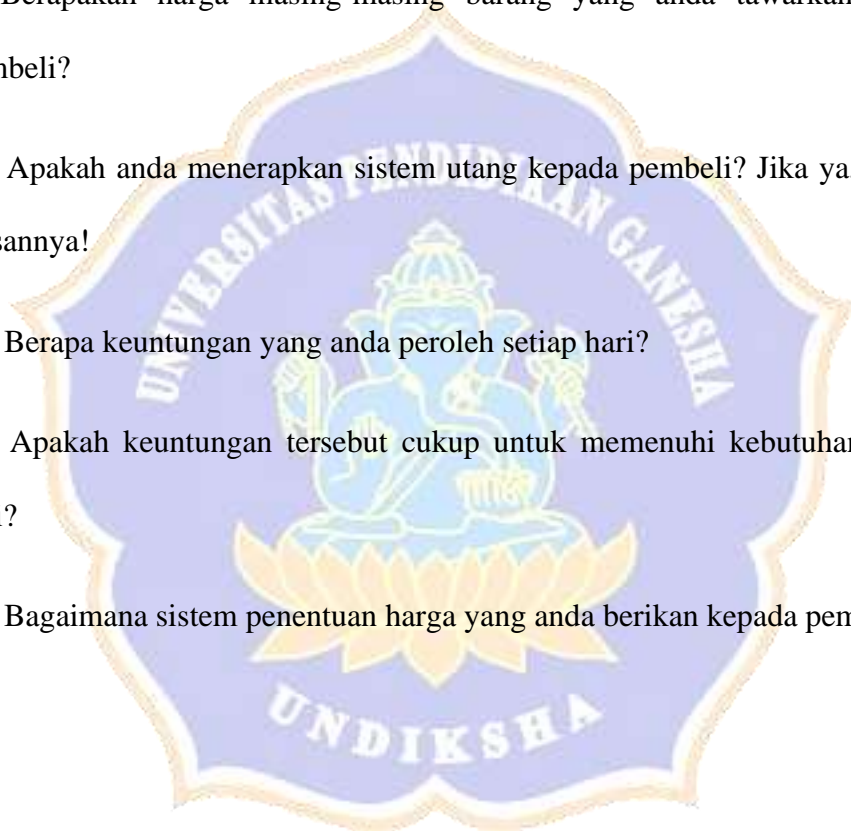 Berapakah harga masing-masing barang yang anda tawarkan
mbeli?
Apakah anda menerapkan sistem utang kepada pembeli? Jika ya,
sannya!
Berapa keuntungan yang anda peroleh setiap hari?
Apakah keuntungan tersebut cukup untuk memenuhi kebutuhan
i?
Bagaimana sistem penentuan harga yang anda berikan kepada pem
UNIVERSITAS PENDIDIKAN GANESHA
UNDIKSHA